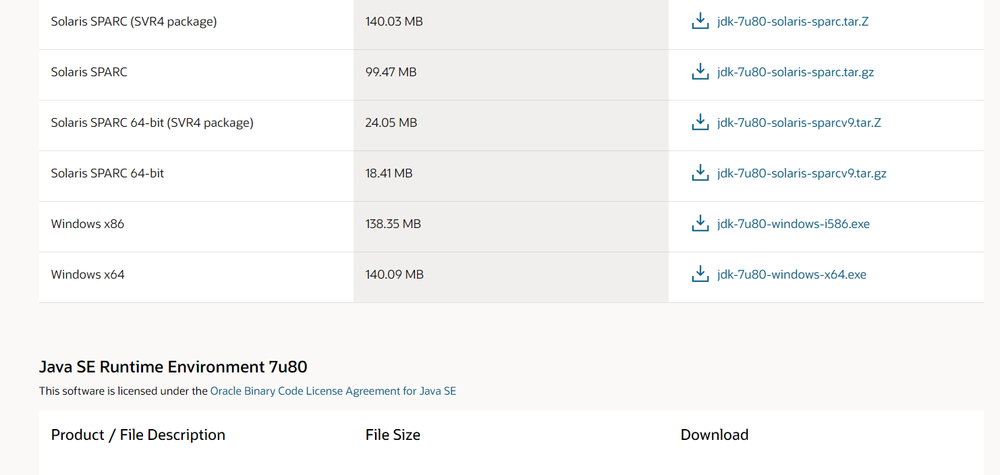 Solaris SPARC (SVR4 package) 140.03 MB jdk-7u80-solaris-sparc.tar.Z
Solaris SPARC 99.47 MB jdk-7u80-solaris-sparc.tar.gz
Solaris SPARC 64-bit (SVR4 package) 24.05 MB jdk-7u80-solaris-sparcv9.tar.Z
Solaris SPARC 64-bit 18.41 MB jdk-7u80-solaris-sparcv9.tar.gz
Windows x86 138.35 MB jdk-7u80-windows-i586.exe
Windows x64 140.09 MB jdk-7u80-windows-x64.exe
Java SE Runtime Environment 7u80
This software is licensed under the Oracle Binary Code License Agreement for Java SE
Product / File Description File Size Download